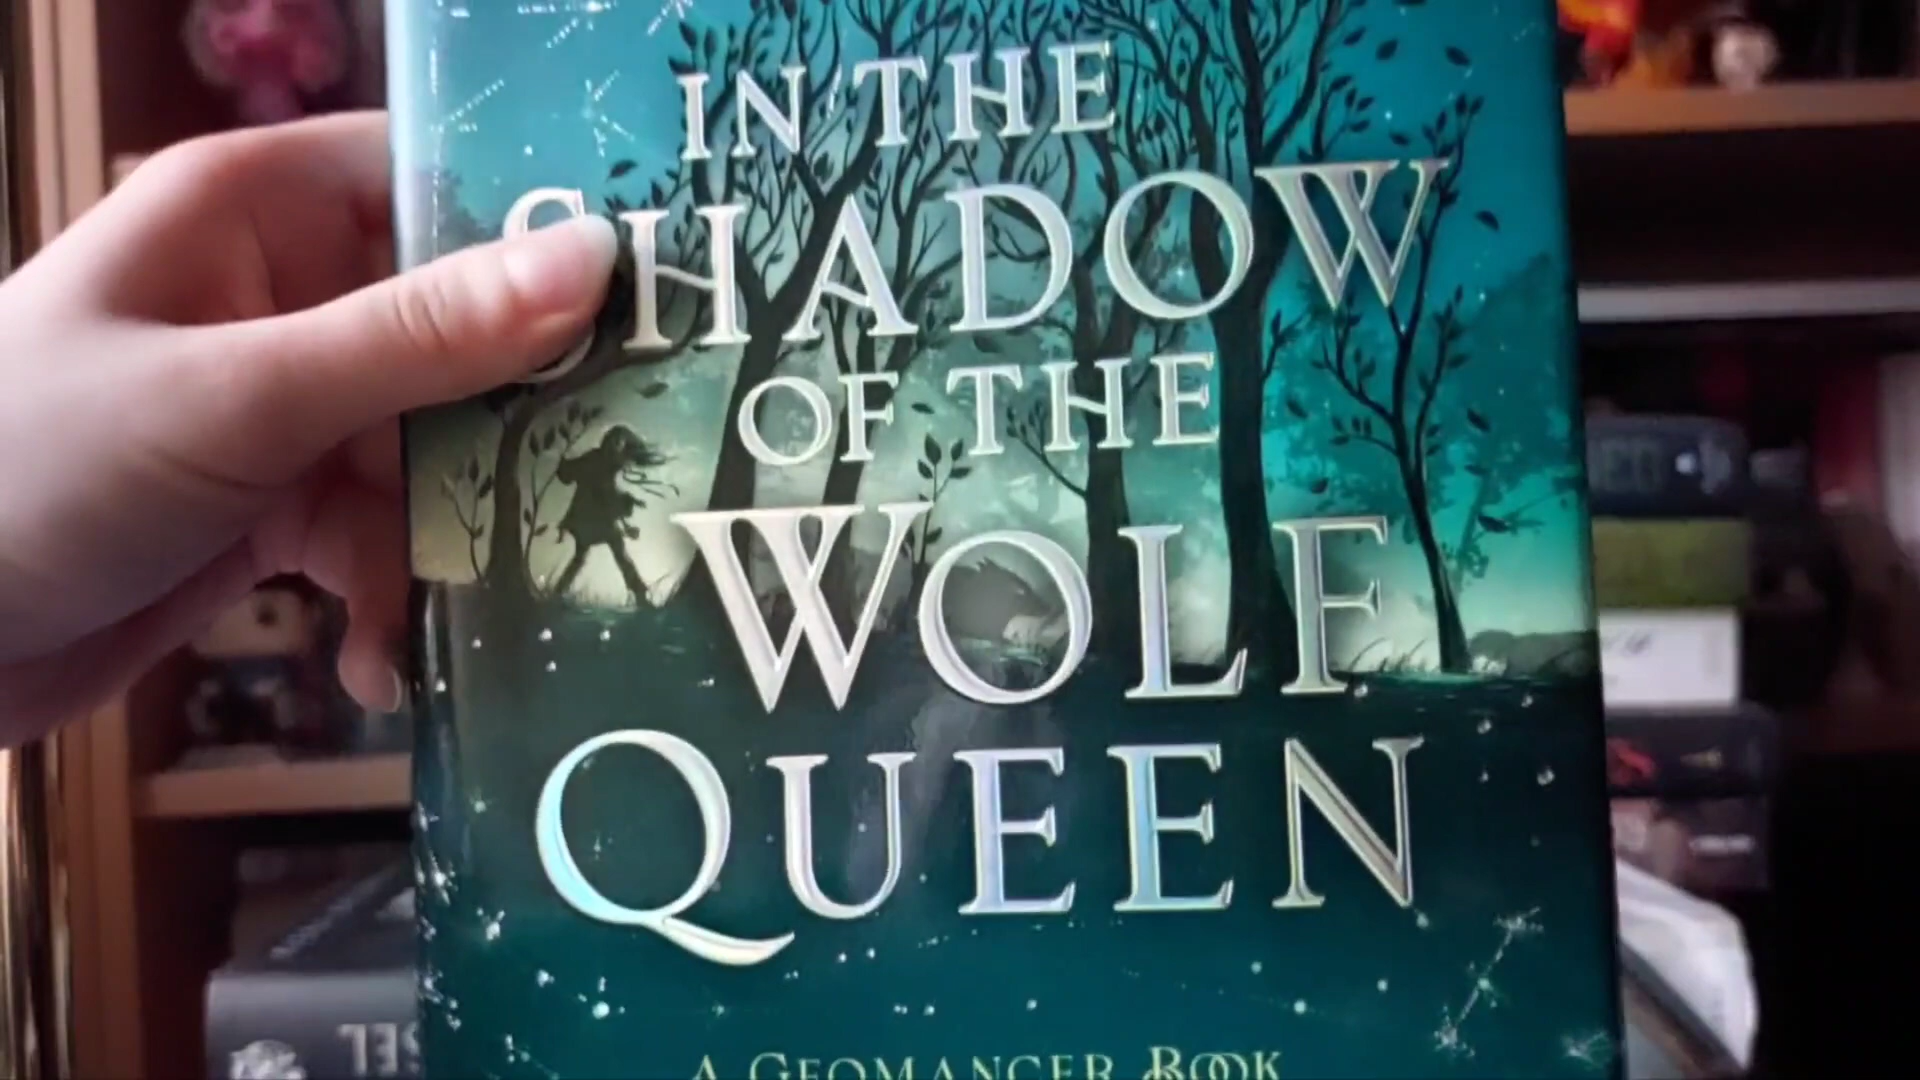 IN THE
SHADOW
OF THE
WOLF
QUEEN
A GEOMANCER BOOK